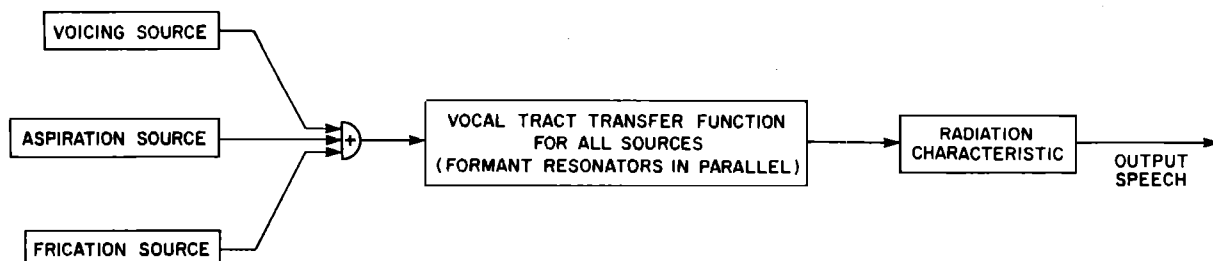 VOICING SOURCE
ASPIRATION SOURCE
FRICATION SOURCE
+
VOCAL TRACT TRANSFER FUNCTION
FOR ALL SOURCES
(FORMANT RESONATORS IN PARALLEL)
RADIATION
CHARACTERISTIC
OUTPUT
SPEECH